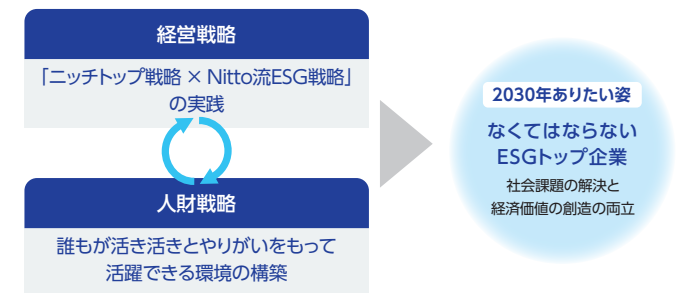 経営戦略
「ニッチトップ戦略 × Nitto流ESG戦略」
の実践
人財戦略
誰もが活き活きとやりがいをもって
活躍できる環境の構築
2030年ありたい姿
なくてはならない
ESGトップ企業
社会課題の解決と
経済価値の創造の両立